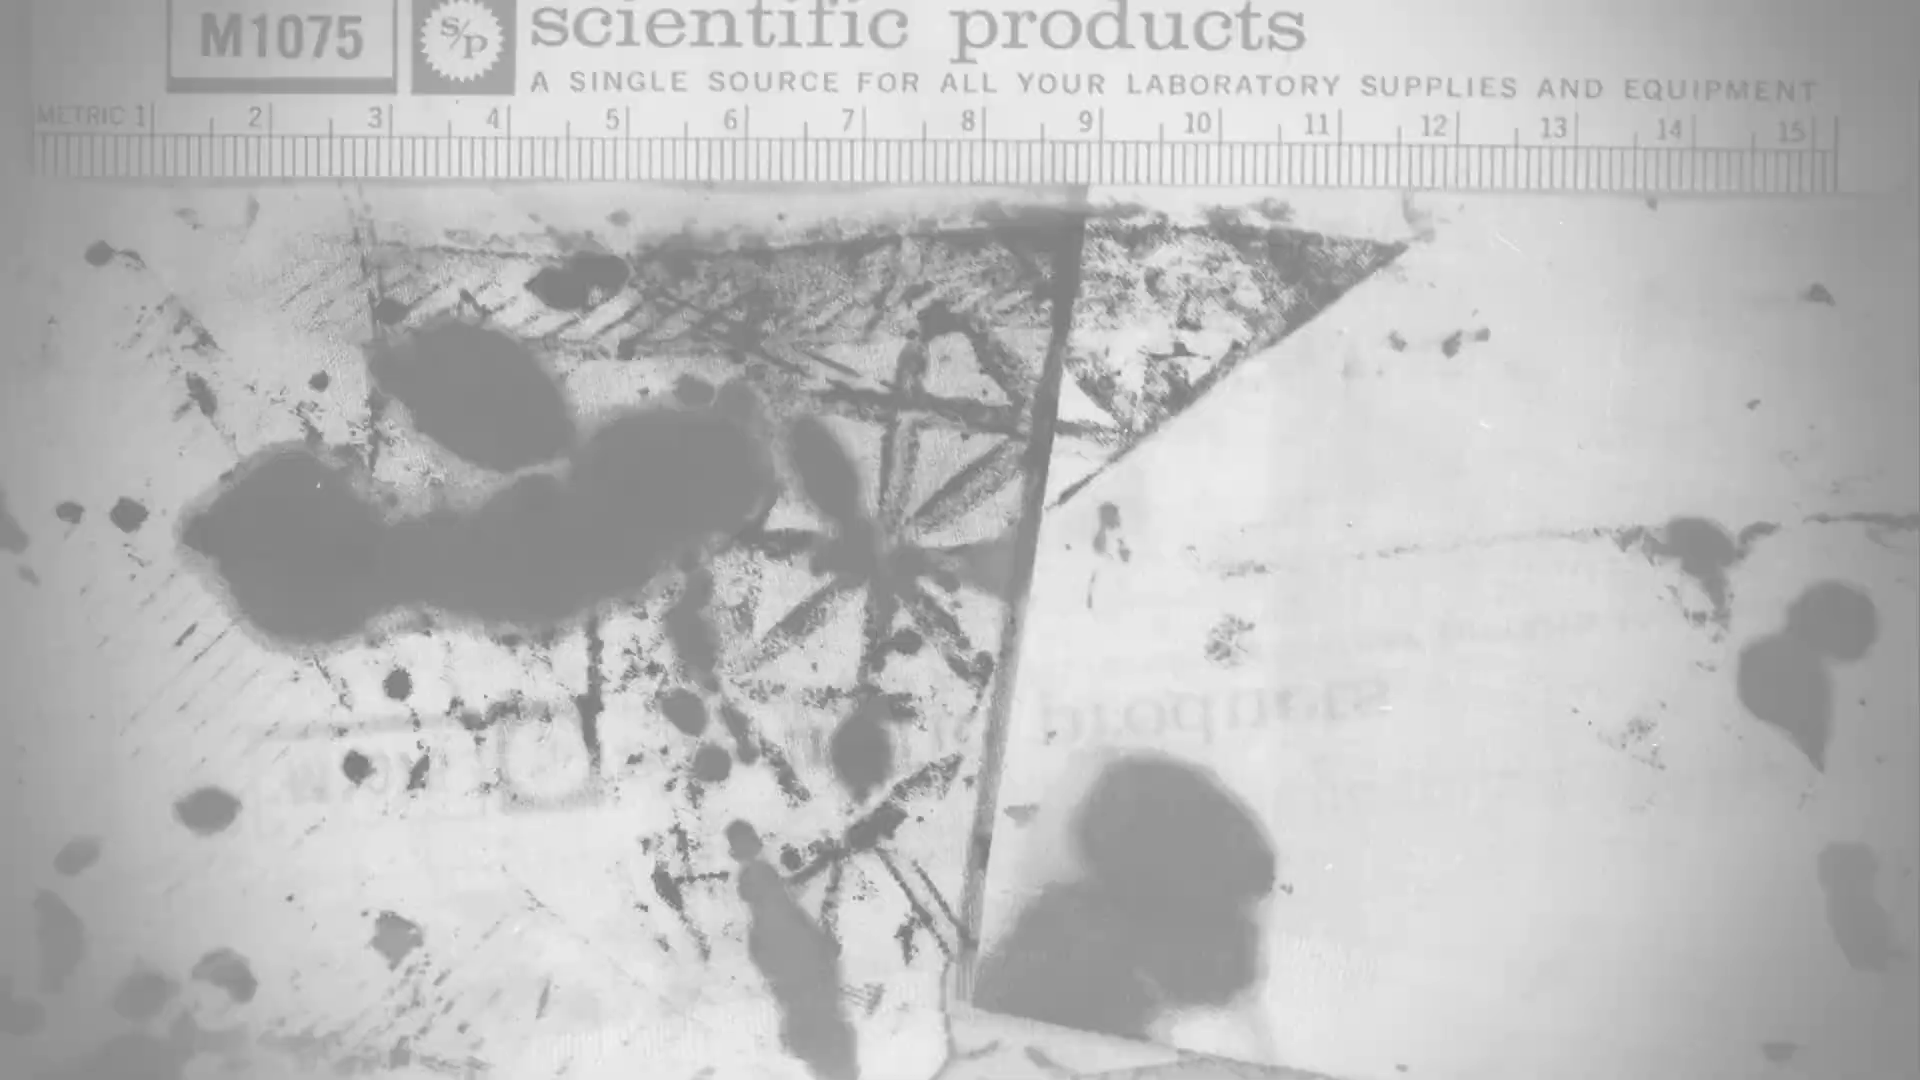 M1075 s/p scientific products
A SINGLE SOURCE FOR ALL YOUR LABORATORY SUPPLIES AND EQUIPMENT
METRIC 1 2 3 4 5 6 7 8 9 10 11 12 13 14 15
products